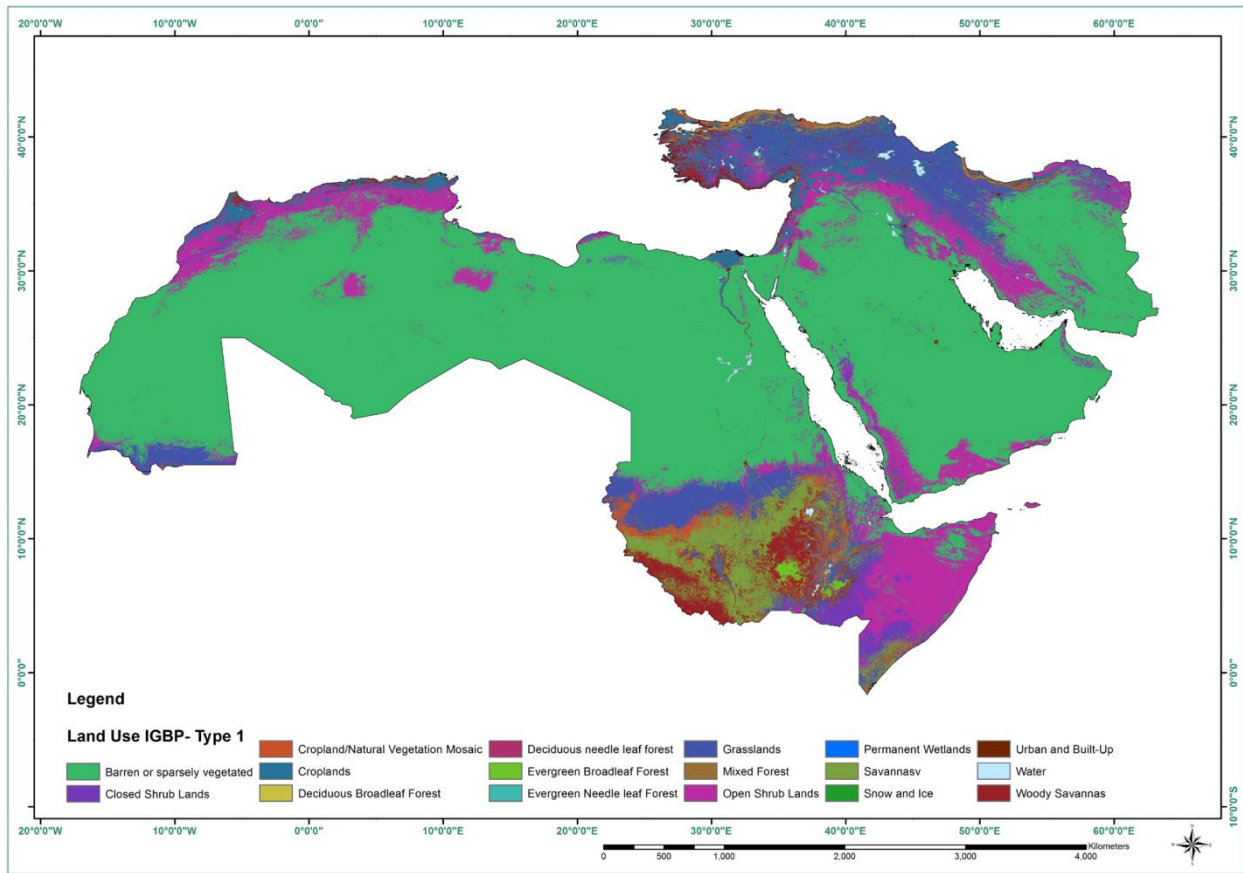 20°0'0"W 10°0'0"W 0°0'0" 10°0'0"E 20°0'0"E 30°0'0"E 40°0'0"E 50°0'0"E 60°0'0"E
40°0'0"N 40°0'0"N
30°0'0"N 30°0'0"N
20°0'0"N 20°0'0"N
10°0'0"N 10°0'0"N
0°0'0" 0°0'0"
10°0'0"S
Legend
Land Use IGBP- Type 1
Barren or sparsely vegetated
Closed Shrub Lands
Cropland/Natural Vegetation Mosaic
Croplands
Deciduous Broadleaf Forest
Deciduous needle leaf forest
Evergreen Broadleaf Forest
Evergreen Needle leaf Forest
Grasslands
Mixed Forest
Open Shrub Lands
Permanent Wetlands
Savannasv
Snow and Ice
Urban and Built-Up
Water
Woody Savannas
20°0'0"W 10°0'0"W 0°0'0" 10°0'0"E 20°0'0"E 30°0'0"E 40°0'0"E 50°0'0"E 60°0'0"E
Kilometers
0 500 1,000 2,000 3,000 4,000